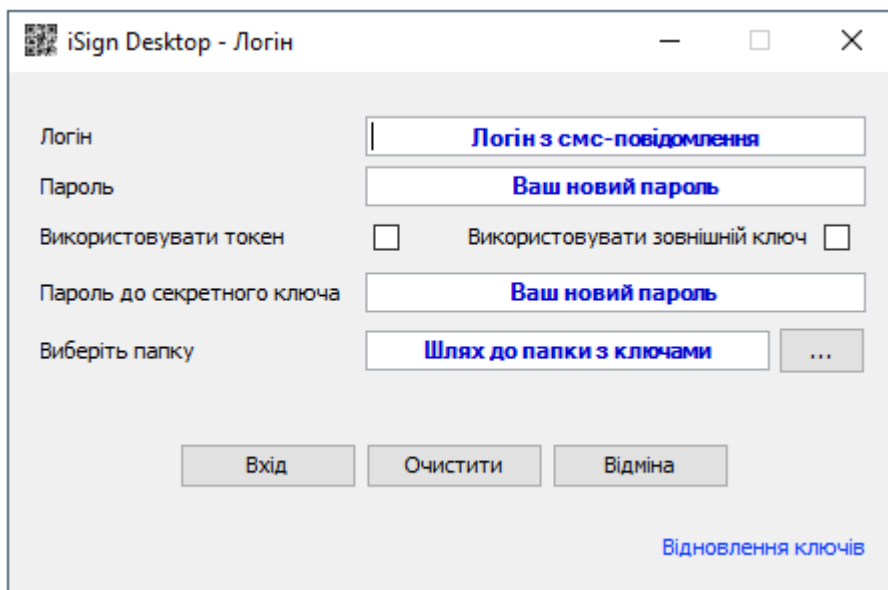 iSign Desktop - Логін
Логін
Логін з смс-повідомлення
Пароль
Ваш новий пароль
Використовувати токен
Використовувати зовнішній ключ
Пароль до секретного ключа
Ваш новий пароль
Виберіть папку
Шлях до папки з ключами
...
Вхід
Очистити
Відміна
Відновлення ключів